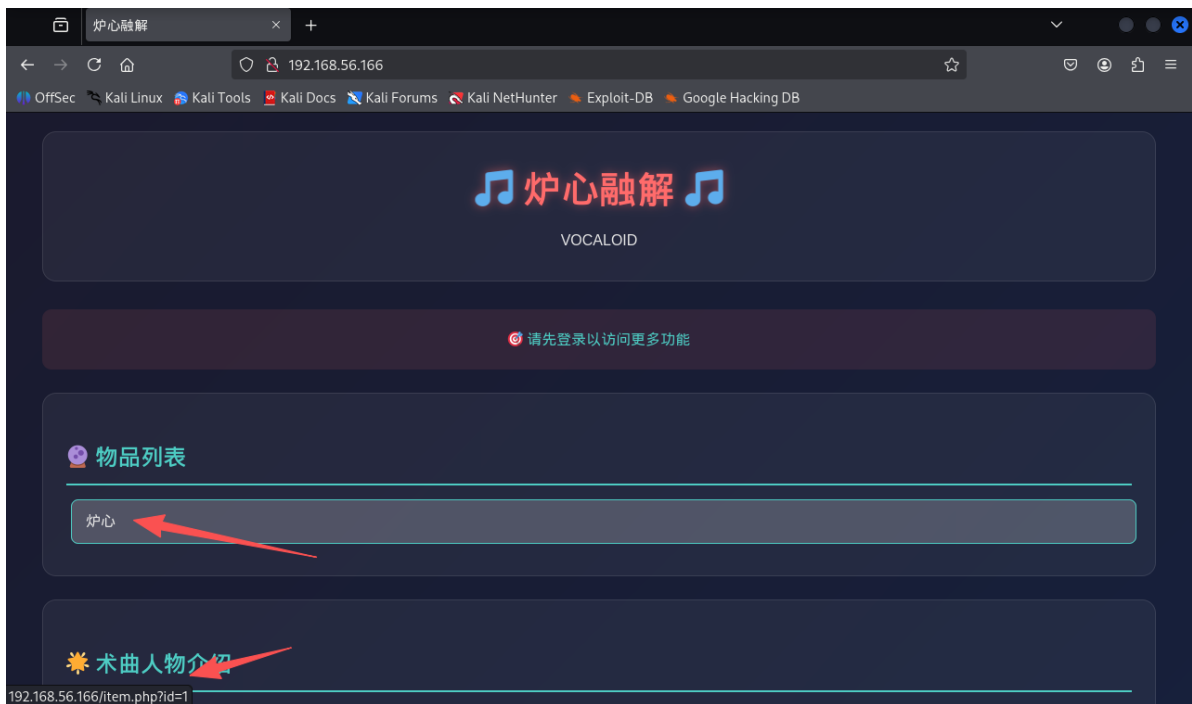 炉心融解
192.168.56.166
OffSec Kali Linux Kali Tools Kali Docs Kali Forums Kali NetHunter Exploit-DB Google Hacking DB
炉心融解
VOCALOID
请先登录以访问更多功能
物品列表
炉心
术曲人物介绍
192.168.56.166/item.php?id=1